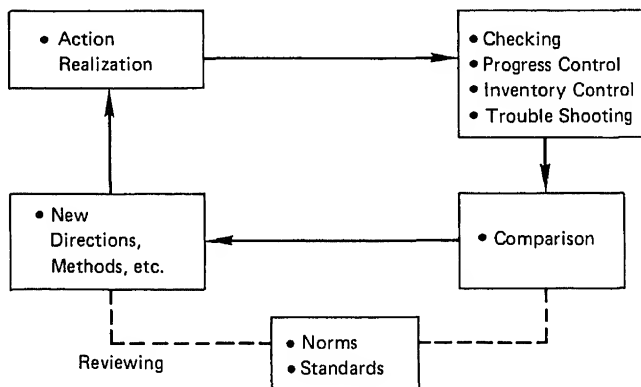 • Action
Realization
• Checking
• Progress Control
• Inventory Control
• Trouble Shooting
• New
Directions,
Methods, etc.
• Comparison
Reviewing
• Norms
• Standards